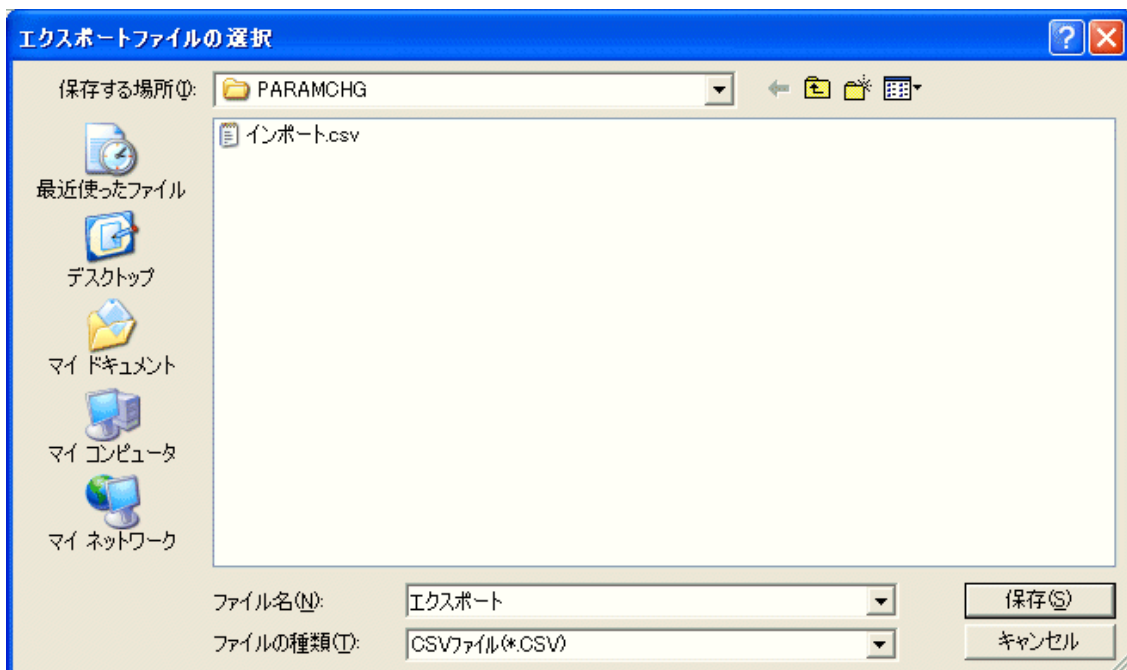 エクスポートファイルの選択
保存する場所(I): PARAMCHG
インポート.csv
最近使ったファイル
デスクトップ
マイ ドキュメント
マイ コンピュータ
マイ ネットワーク
ファイル名(N): エクスポート 保存(S)
ファイルの種類(T): CSVファイル(*.CSV) キャンセル